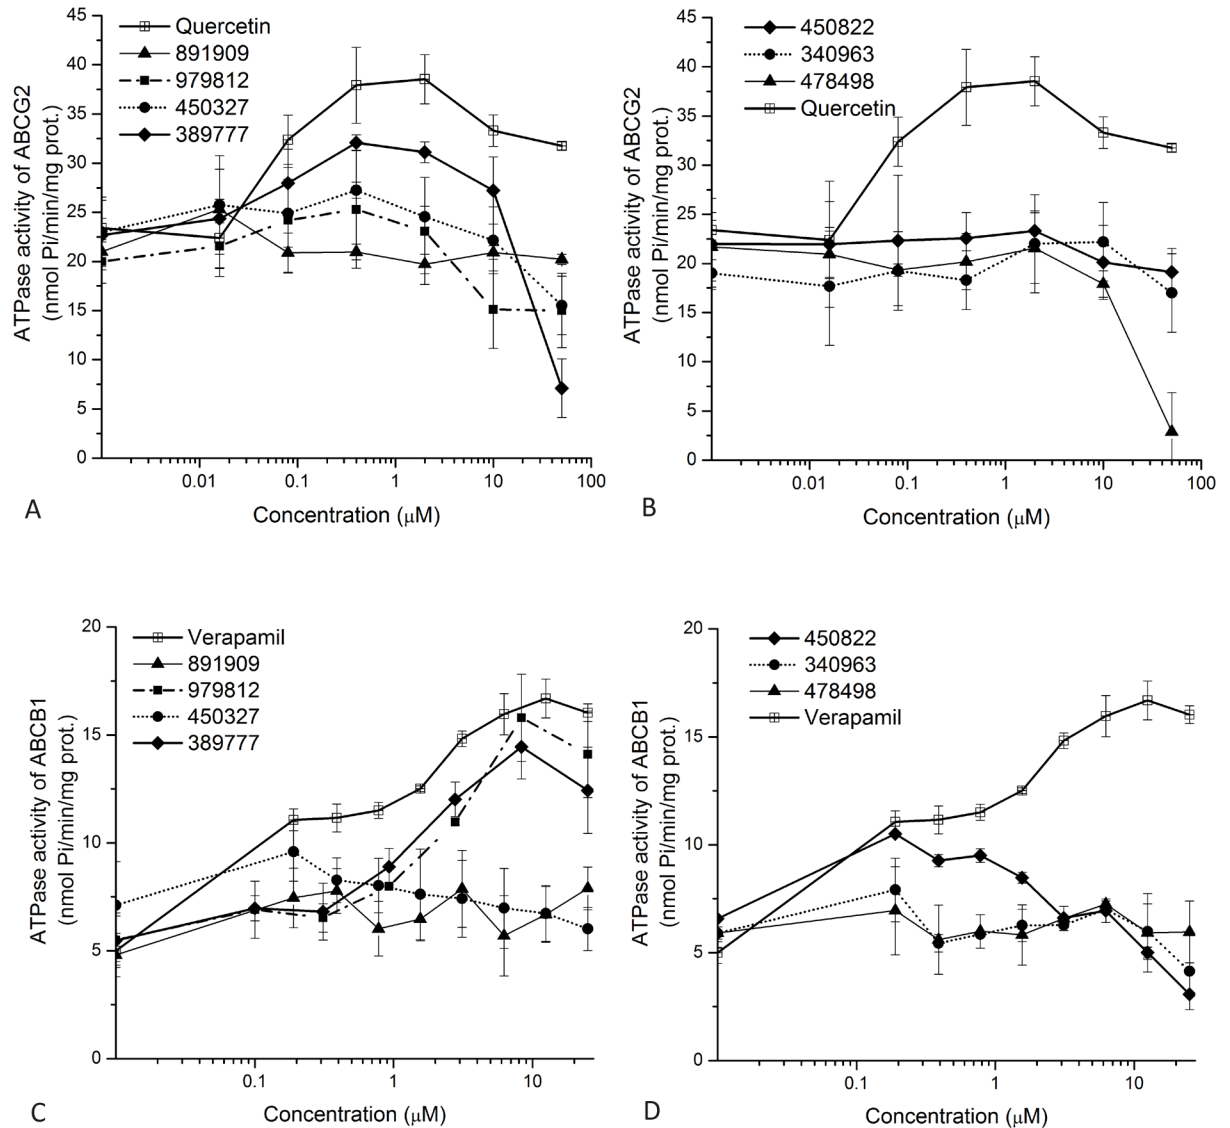 Quercetin
891909
979812
450327
389777
45
40
35
30
25
20
15
10
5
0
ATPase activity of ABCG2
(nmol Pi/min/mg prot.)
0.01 0.1 1 10 100
Concentration (μM)
A
450822
340963
478498
Quercetin
45
40
35
30
25
20
15
10
5
0
ATPase activity of ABCG2
(nmol Pi/min/mg prot.)
0.01 0.1 1 10 100
Concentration (μM)
B
Verapamil
891909
979812
450327
389777
20
15
10
5
0
ATPase activity of ABCB1
(nmol Pi/min/mg prot.)
0.1 1 10
Concentration (μM)
C
450822
340963
478498
Verapamil
20
15
10
5
0
ATPase activity of ABCB1
(nmol Pi/min/mg prot.)
0.1 1 10
Concentration (μM)
D